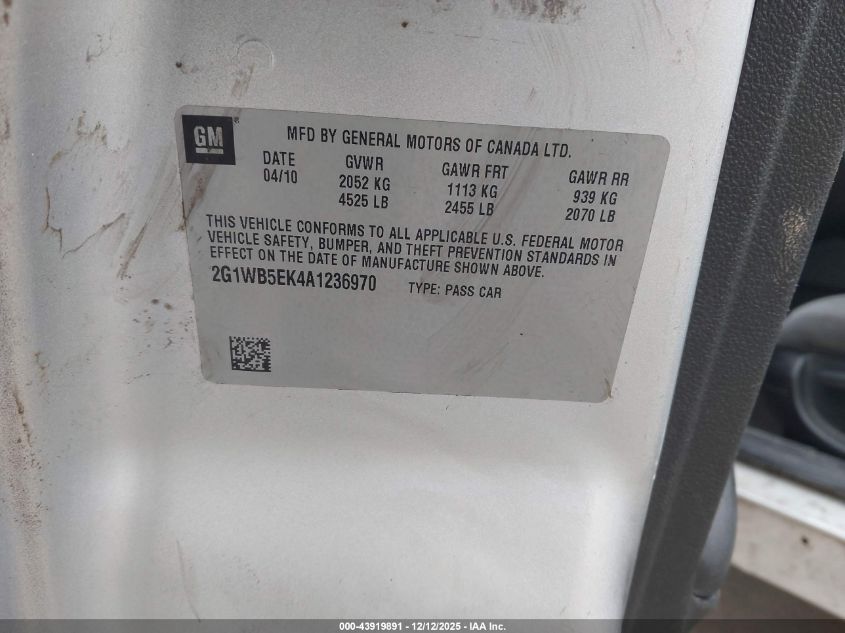 GM ® MFD BY GENERAL MOTORS OF CANADA LTD.
DATE GVWR GAWR FRT GAWR RR
04/10 2052 KG 1113 KG 939 KG
4525 LB 2455 LB 2070 LB
THIS VEHICLE CONFORMS TO ALL APPLICABLE U.S. FEDERAL MOTOR
VEHICLE SAFETY, BUMPER, AND THEFT PREVENTION STANDARDS IN
EFFECT ON THE DATE OF MANUFACTURE SHOWN ABOVE.
2G1WB5EK4A1236970 TYPE: PASS CAR
000-43919891 - 12/12/2025 - IAA Inc.